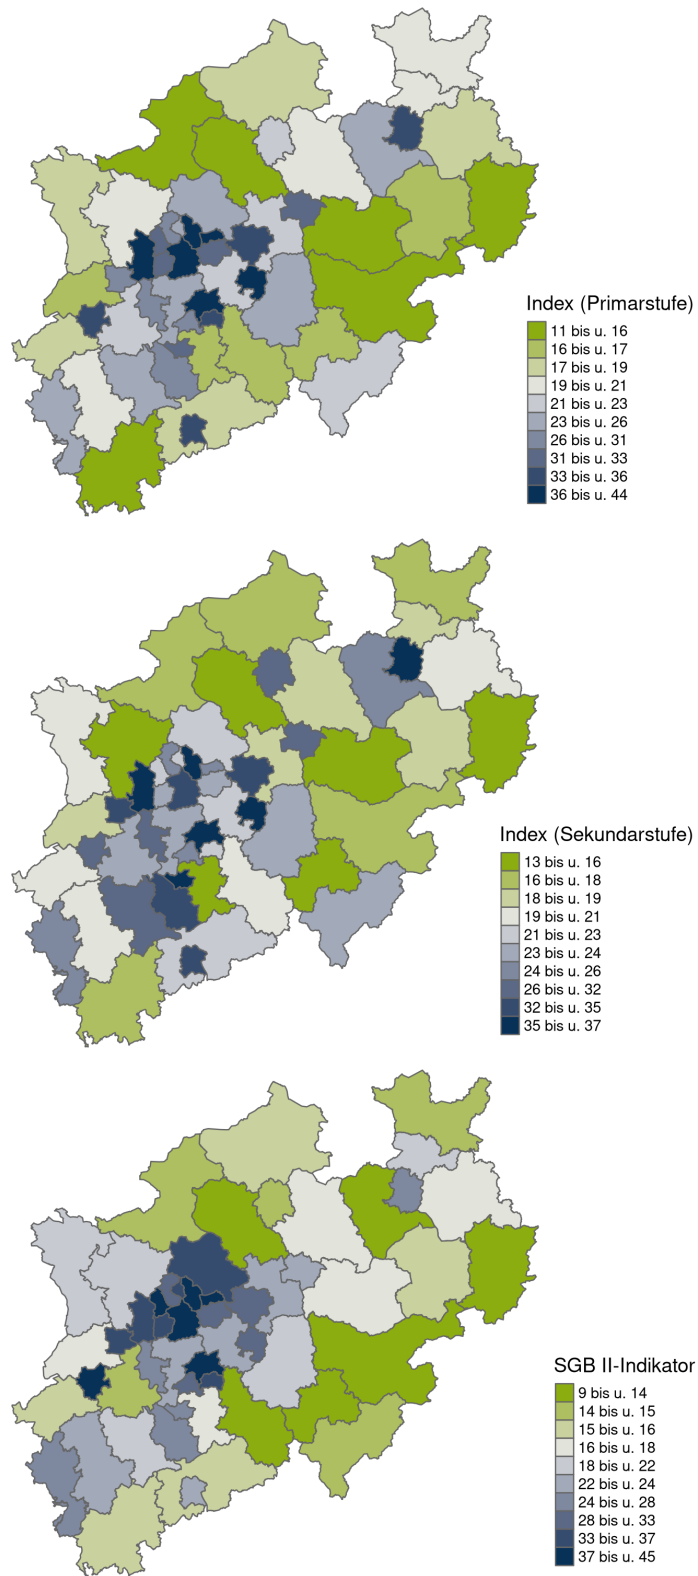 Index (Primarstufe)
11 bis u. 16
16 bis u. 17
17 bis u. 19
19 bis u. 21
21 bis u. 23
23 bis u. 26
26 bis u. 31
31 bis u. 33
33 bis u. 36
36 bis u. 44
Index (Sekundarstufe)
13 bis u. 16
16 bis u. 18
18 bis u. 19
19 bis u. 21
21 bis u. 23
23 bis u. 24
24 bis u. 26
26 bis u. 32
32 bis u. 35
35 bis u. 37
SGB II-Indikator
9 bis u. 14
14 bis u. 15
15 bis u. 16
16 bis u. 18
18 bis u. 22
22 bis u. 24
24 bis u. 28
28 bis u. 33
33 bis u. 37
37 bis u. 45